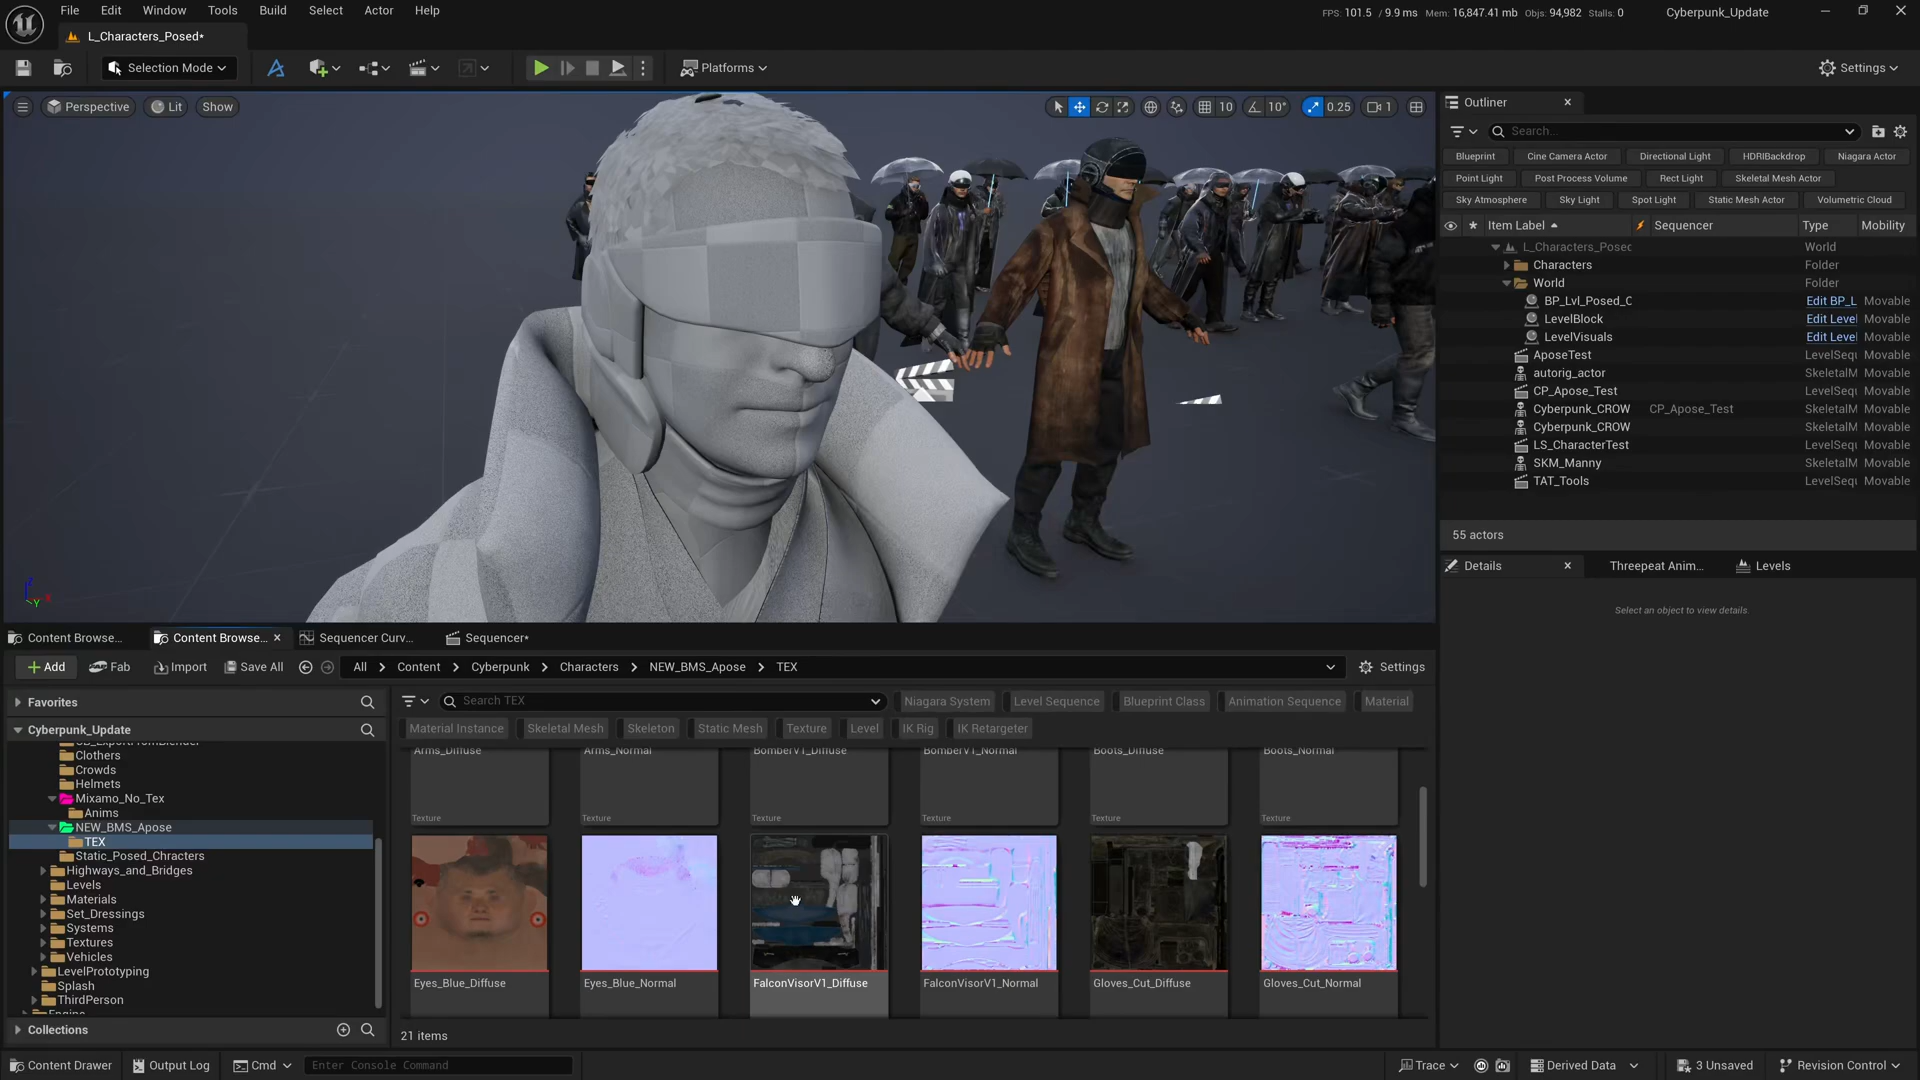 File Edit Window Tools Build Select Actor Help
FPS: 101.5 / 9.9 ms Mem: 16,847.41 mb Objs: 94,982 Stalls: 0 Cyberpunk_Update
L_Characters_Posed*
Selection Mode
Platforms
Settings
Perspective Lit Show
10 10° 0.25 1
Outliner
Search...
Blueprint Cine Camera Actor Directional Light HDRIBackdrop Niagara Actor
Point Light Post Process Volume Rect Light Skeletal Mesh Actor
Sky Atmosphere Sky Light Spot Light Static Mesh Actor Volumetric Cloud
Item Label Sequencer Type Mobility
L_Characters_Posec World
Characters Folder
World Folder
BP_Lvl_Posed_C Edit BP_L Movable
LevelBlock Edit Level Movable
LevelVisuals Edit Level Movable
AposeTest LevelSequ Movable
autorig_actor SkeletalM Movable
CP_Apose_Test LevelSequ Movable
Cyberpunk_CROW CP_Apose_Test SkeletalM Movable
Cyberpunk_CROW SkeletalM Movable
LS_CharacterTest LevelSequ Movable
SKM_Manny SkeletalM Movable
TAT_Tools LevelSequ Movable
55 actors
Details Threepeat Anim... Levels
Select an object to view details.
Content Browse... Content Browse... Sequencer Curv... Sequencer*
Add Fab Import Save All All Content Cyberpunk Characters NEW_BMS_Apose TEX Settings
Favorites
Search TEX
Niagara System Level Sequence Blueprint Class Animation Sequence Material
Material Instance Skeletal Mesh Skeleton Static Mesh Texture Level IK Rig IK Retargeter
Cyberpunk_Update
Clothers
Crowds
Helmets
Mixamo_No_Tex
Anims
NEW_BMS_Apose
TEX
Static_Posed_Chracters
Highways_and_Bridges
Levels
Materials
Set_Dressings
Systems
Textures
Vehicles
LevelPrototyping
Splash
ThirdPerson
Engine
Collections
Arms_Diffuse Arms_Normal BomberV1_Diffuse BomberV1_Normal Boots_Diffuse Boots_Normal
Texture Texture Texture Texture Texture Texture
Eyes_Blue_Diffuse Eyes_Blue_Normal FalconVisorV1_Diffuse FalconVisorV1_Normal Gloves_Cut_Diffuse Gloves_Cut_Normal
21 items
Content Drawer Output Log Cmd Enter Console Command
Trace Derived Data 3 Unsaved Revision Control